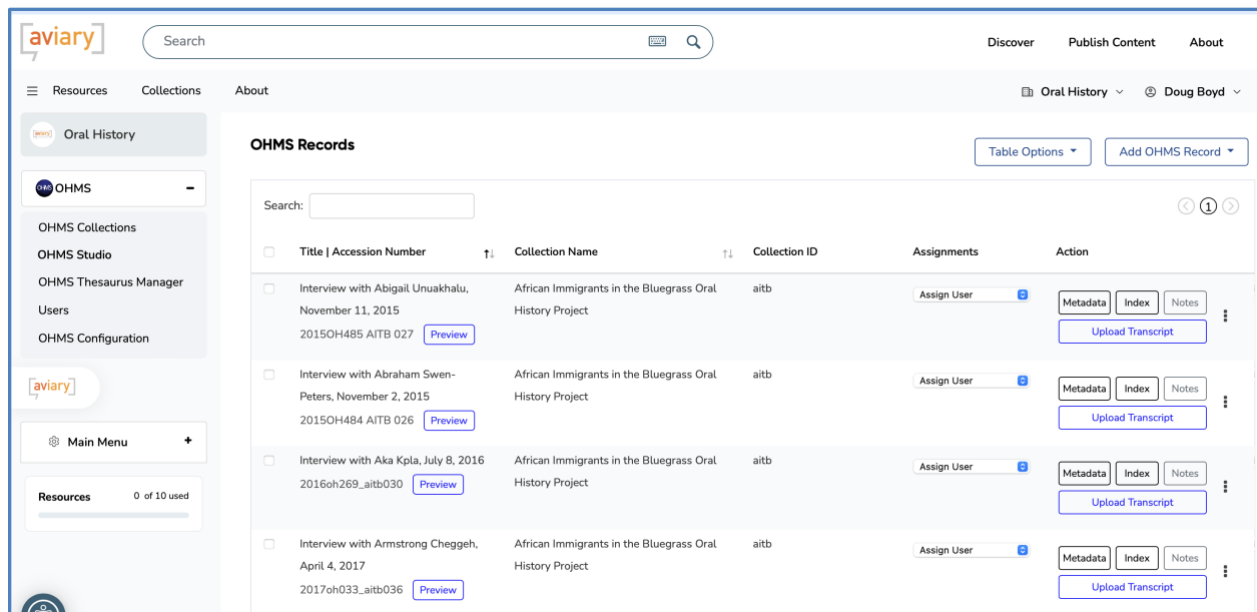 aviary
Search
Discover Publish Content About
Resources Collections About
Oral History Doug Boyd
aviary Oral History
OHMS Records
Table Options Add OHMS Record
OHMS OHMS -
Search: 1
OHMS Collections
OHMS Studio
OHMS Thesaurus Manager
Users
OHMS Configuration
aviary
Main Menu +
Resources 0 of 10 used
Title | Accession Number Collection Name Collection ID Assignments Action
Interview with Abigail Unuakhalu, African Immigrants in the Bluegrass Oral aitb Assign User Metadata Index Notes
November 11, 2015 History Project
2015OH485 AITB 027 Preview Upload Transcript
Interview with Abraham Swen- African Immigrants in the Bluegrass Oral aitb Assign User Metadata Index Notes
Peters, November 2, 2015 History Project
2015OH484 AITB 026 Preview Upload Transcript
Interview with Aka Kpla, July 8, 2016 African Immigrants in the Bluegrass Oral aitb Assign User Metadata Index Notes
2016oh269_aitb030 Preview History Project Upload Transcript
Interview with Armstrong Cheggeh, African Immigrants in the Bluegrass Oral aitb Assign User Metadata Index Notes
April 4, 2017 History Project
2017oh033_aitb036 Preview Upload Transcript